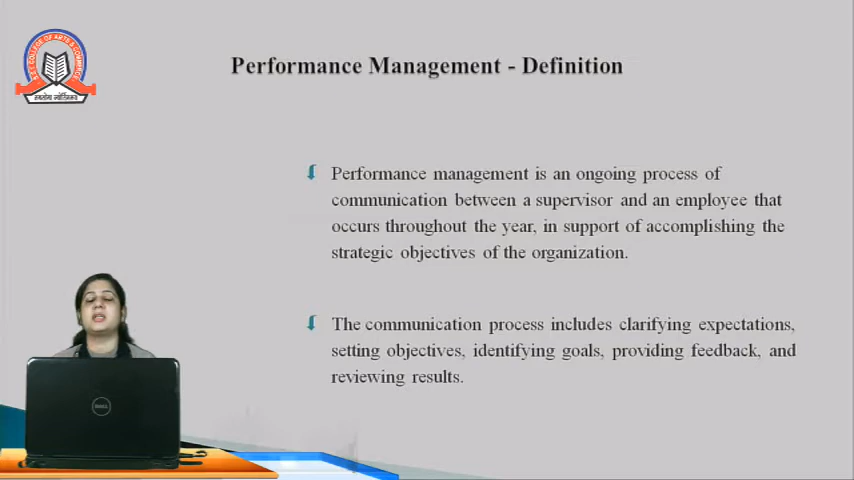 Performance Management - Definition
Performance management is an ongoing process of
communication between a supervisor and an employee that
occurs throughout the year, in support of accomplishing the
strategic objectives of the organization.
The communication process includes clarifying expectations,
setting objectives, identifying goals, providing feedback, and
reviewing results.
DELL